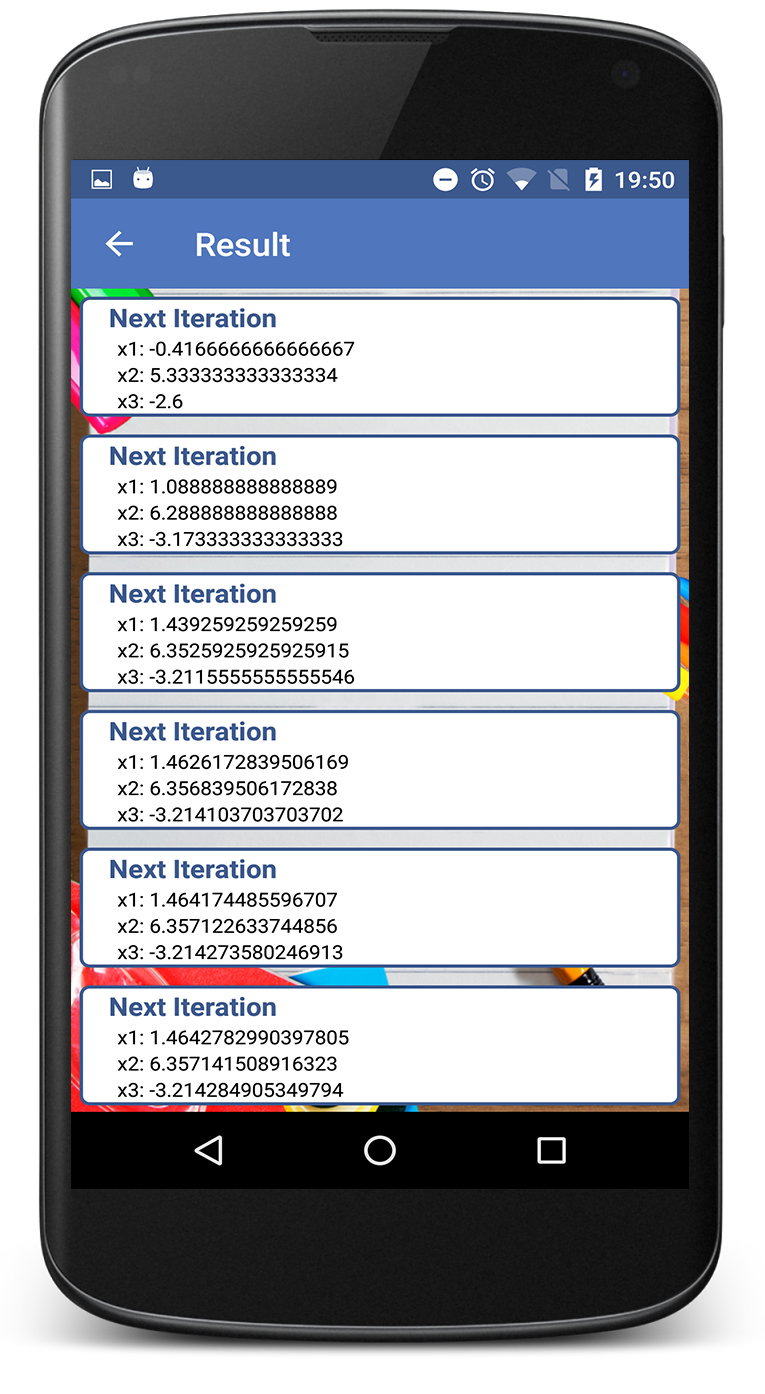 19:50
Result
Next Iteration
x1: -0.4166666666666667
x2: 5.333333333333334
x3: -2.6
Next Iteration
x1: 1.088888888888889
x2: 6.288888888888888
x3: -3.173333333333333
Next Iteration
x1: 1.439259259259259
x2: 6.3525925925925915
x3: -3.2115555555555546
Next Iteration
x1: 1.4626172839506169
x2: 6.356839506172838
x3: -3.214103703703702
Next Iteration
x1: 1.464174485596707
x2: 6.357122633744856
x3: -3.214273580246913
Next Iteration
x1: 1.4642782990397805
x2: 6.357141508916323
x3: -3.214284905349794